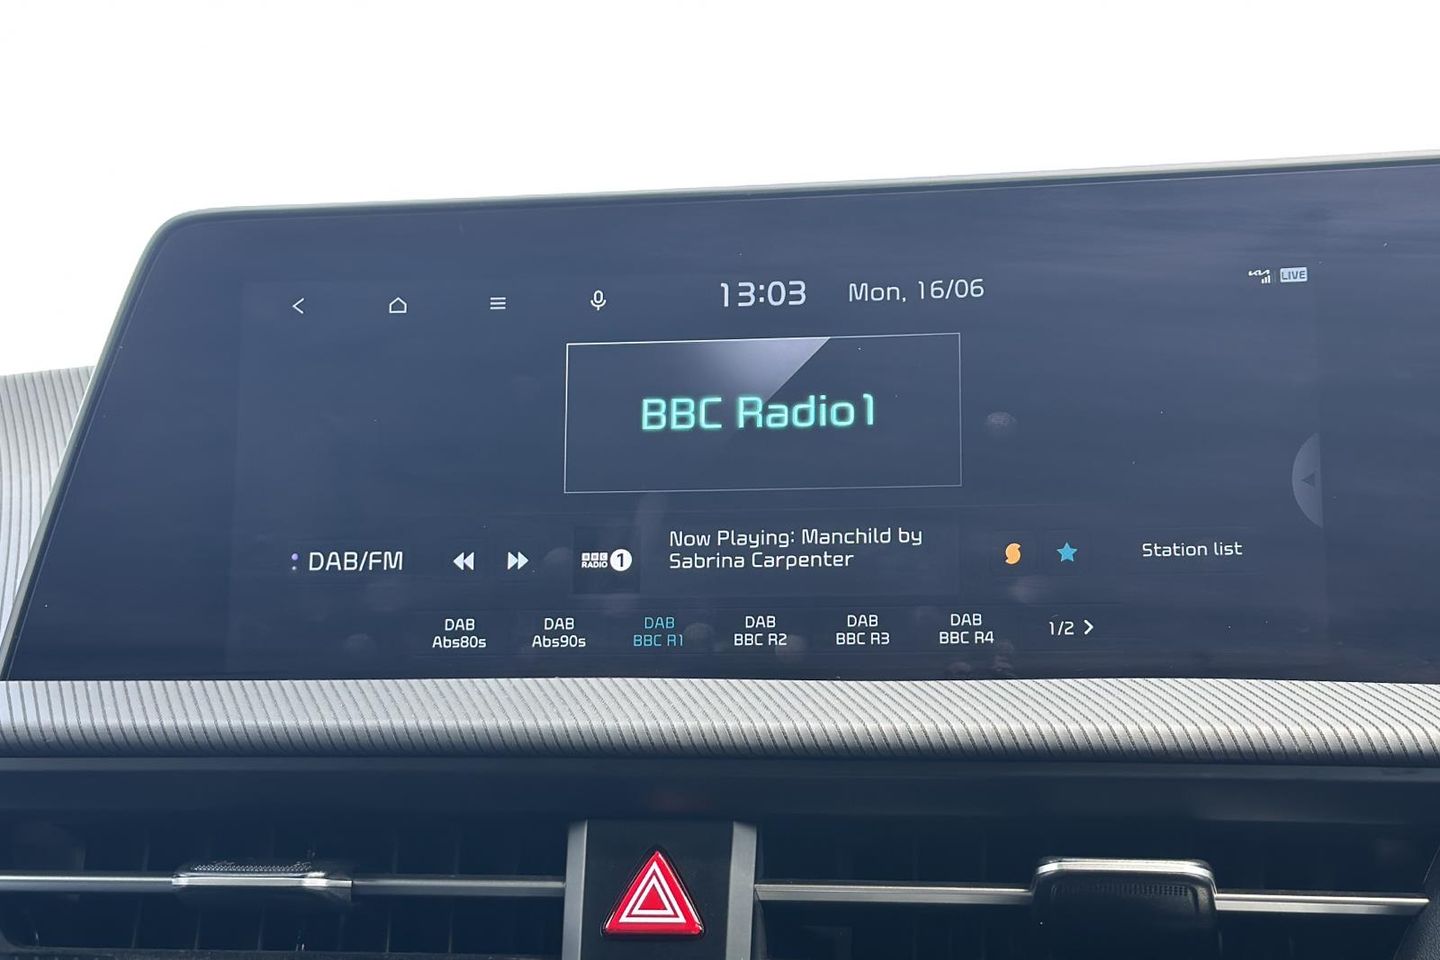 13:03 Mon, 16/06
LIVE
BBC Radio 1
DAB/FM
BBC
RADIO 1
Now Playing: Manchild by
Sabrina Carpenter
Station list
DAB
Abs80s
DAB
Abs90s
DAB
BBC R1
DAB
BBC R2
DAB
BBC R3
DAB
BBC R4
1/2